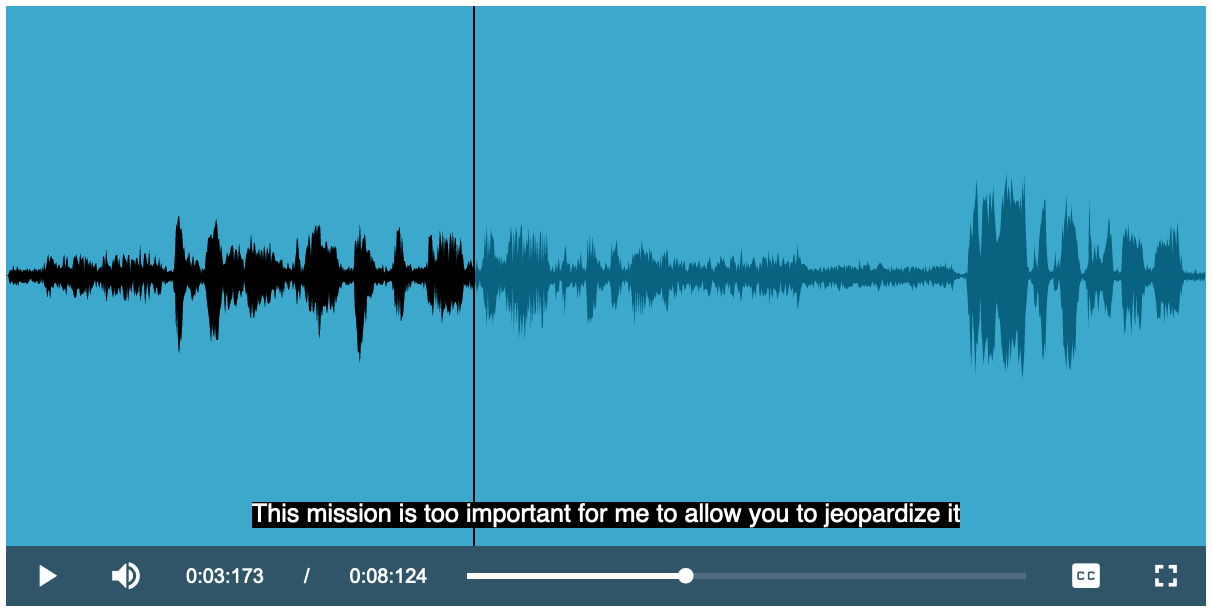 This mission is too important for me to allow you to jeopardize it
0:03:173 / 0:08:124 CC